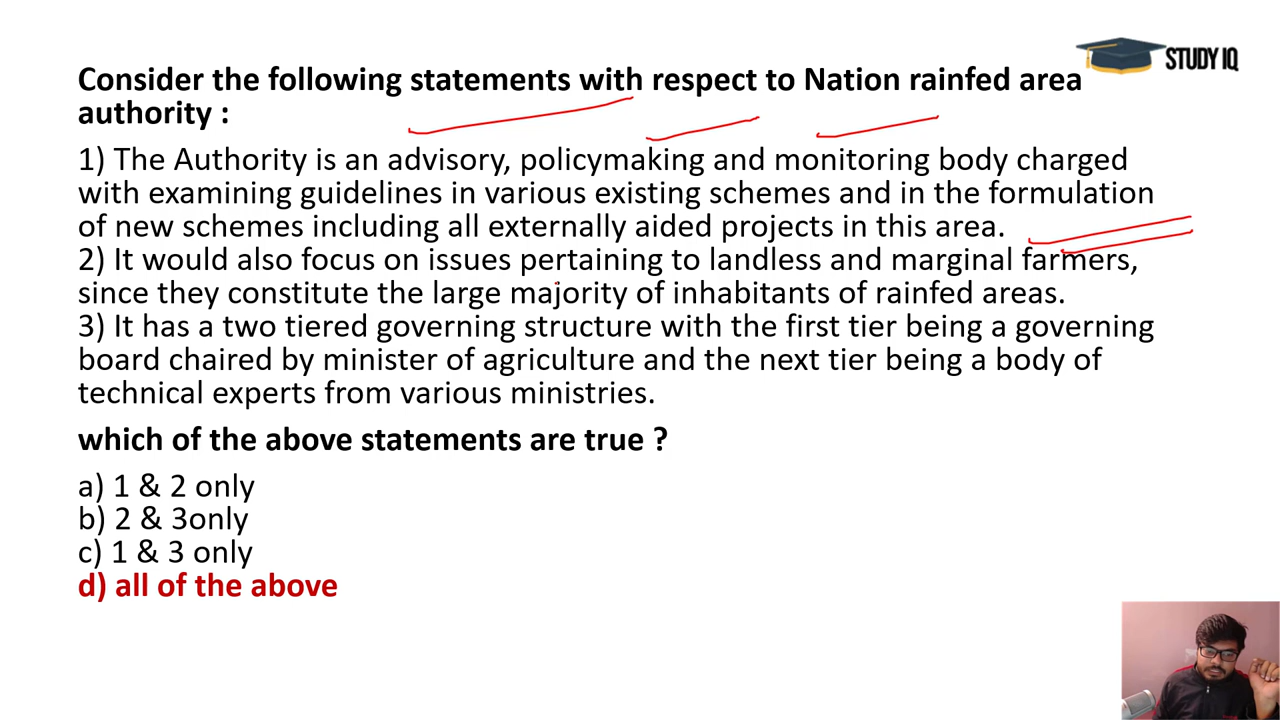 STUDY IQ
Consider the following statements with respect to Nation rainfed area
authority :
1) The Authority is an advisory, policymaking and monitoring body charged
with examining guidelines in various existing schemes and in the formulation
of new schemes including all externally aided projects in this area.
2) It would also focus on issues pertaining to landless and marginal farmers,
since they constitute the large majority of inhabitants of rainfed areas.
3) It has a two tiered governing structure with the first tier being a governing
board chaired by minister of agriculture and the next tier being a body of
technical experts from various ministries.
which of the above statements are true ?
a) 1 & 2 only
b) 2 & 3only
c) 1 & 3 only
d) all of the above